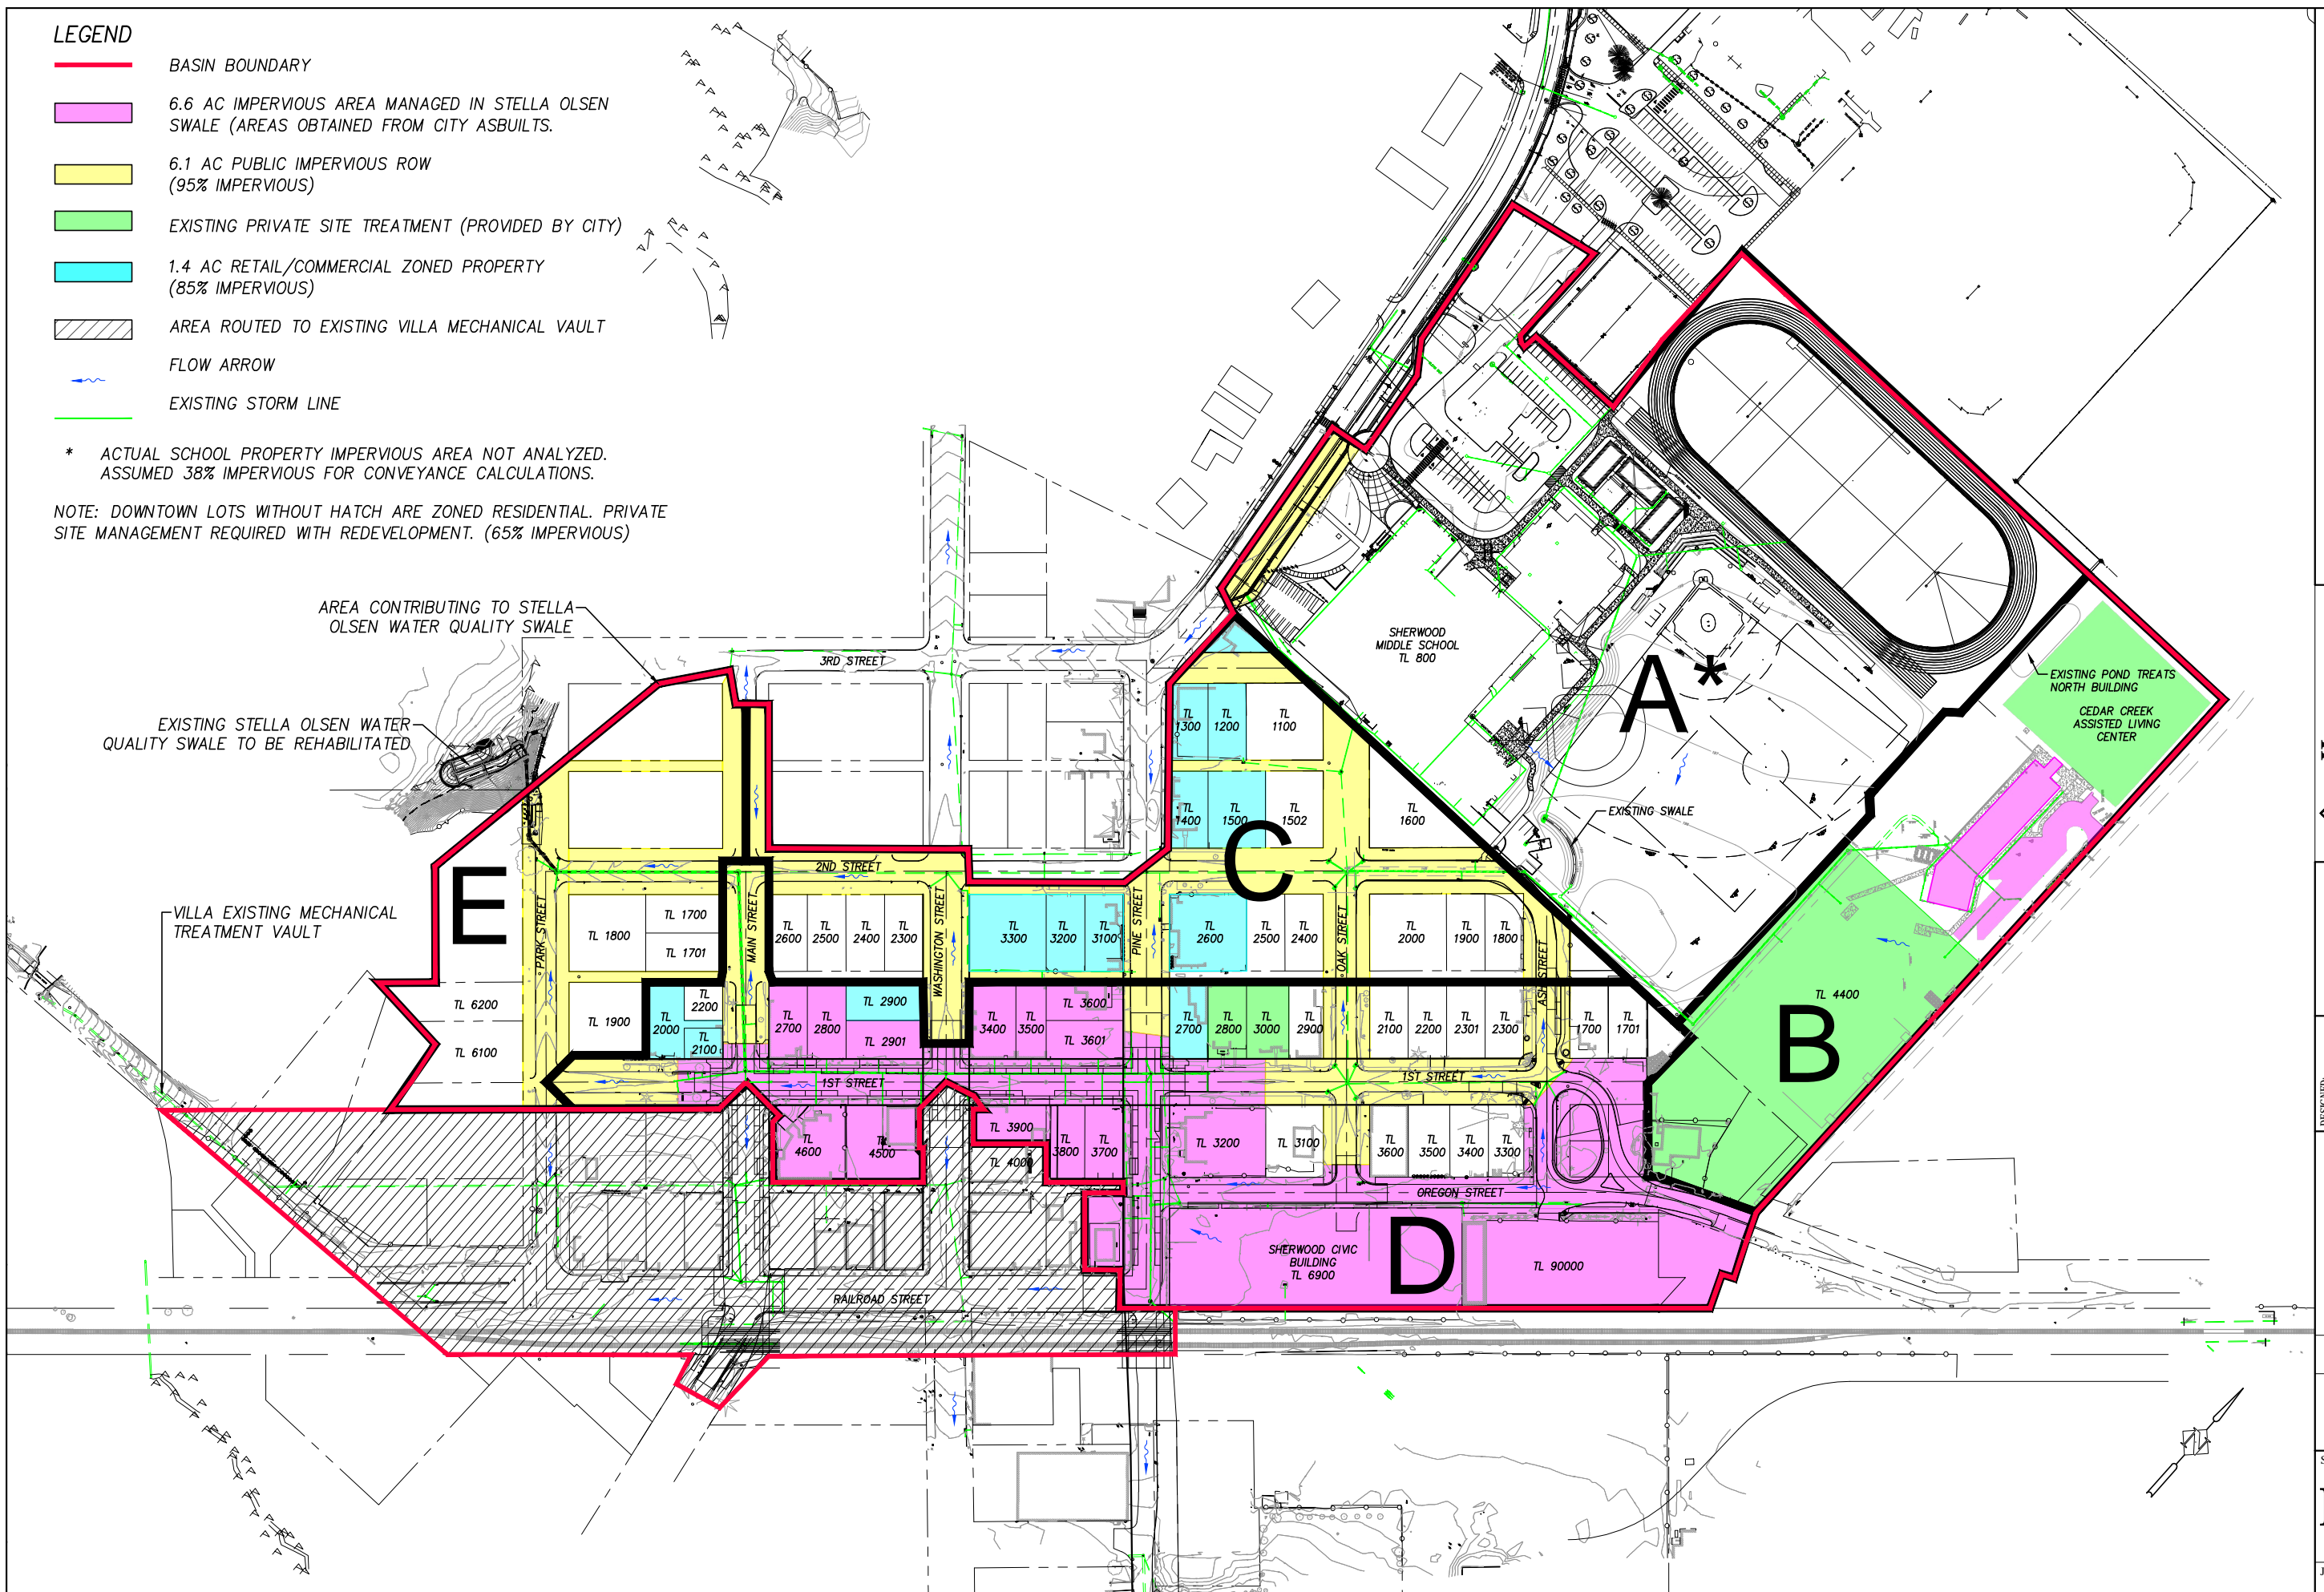 LEGEND
BASIN BOUNDARY
6.6 AC IMPERVIOUS AREA MANAGED IN STELLA OLSEN
SWALE (AREAS OBTAINED FROM CITY ASBUILTS.
6.1 AC PUBLIC IMPERVIOUS ROW
(95% IMPERVIOUS)
EXISTING PRIVATE SITE TREATMENT (PROVIDED BY CITY)
1.4 AC RETAIL/COMMERCIAL ZONED PROPERTY
(85% IMPERVIOUS)
AREA ROUTED TO EXISTING VILLA MECHANICAL VAULT
FLOW ARROW
EXISTING STORM LINE
* ACTUAL SCHOOL PROPERTY IMPERVIOUS AREA NOT ANALYZED.
ASSUMED 38% IMPERVIOUS FOR CONVEYANCE CALCULATIONS.
NOTE: DOWNTOWN LOTS WITHOUT HATCH ARE ZONED RESIDENTIAL. PRIVATE
SITE MANAGEMENT REQUIRED WITH REDEVELOPMENT. (65% IMPERVIOUS)
AREA CONTRIBUTING TO STELLA
OLSEN WATER QUALITY SWALE
EXISTING STELLA OLSEN WATER
QUALITY SWALE TO BE REHABILITATED
VILLA EXISTING MECHANICAL
TREATMENT VAULT
3RD STREET
SHERWOOD
MIDDLE SCHOOL
TL 800
A*
EXISTING POND TREATS
NORTH BUILDING
CEDAR CREEK
ASSISTED LIVING
CENTER
EXISTING SWALE
TL
1300
TL
1200
TL
1100
TL
1400
TL
1500
TL
1502
TL
1600
C
2ND STREET
E
PARK STREET
MAIN STREET
WASHINGTON STREET
PINE STREET
OAK STREET
ASH STREET
TL 1800
TL 1700
TL 1701
TL
2600
TL
2500
TL
2400
TL
2300
TL
3300
TL
3200
TL
3100
TL
2600
TL
2500
TL
2400
TL
2000
TL
1900
TL
1800
TL 4400
B
TL 6200
TL 6100
TL 1900
TL
2000
TL
2200
TL
2100
TL
2700
TL
2800
TL 2900
TL 2901
TL
3400
TL
3500
TL 3600
TL 3601
TL
2700
TL
2800
TL
3000
TL
2900
TL
2100
TL
2200
TL
2301
TL
2300
TL
1700
TL
1701
1ST STREET
1ST STREET
TL
4600
TL
4500
TL 3900
TL 4000
TL
3800
TL
3700
TL 3200
TL 3100
TL
3600
TL
3500
TL
3400
TL
3300
OREGON STREET
SHERWOOD CIVIC
BUILDING
TL 6900
D
TL 90000
RAILROAD STREET
N
DESIGNED: